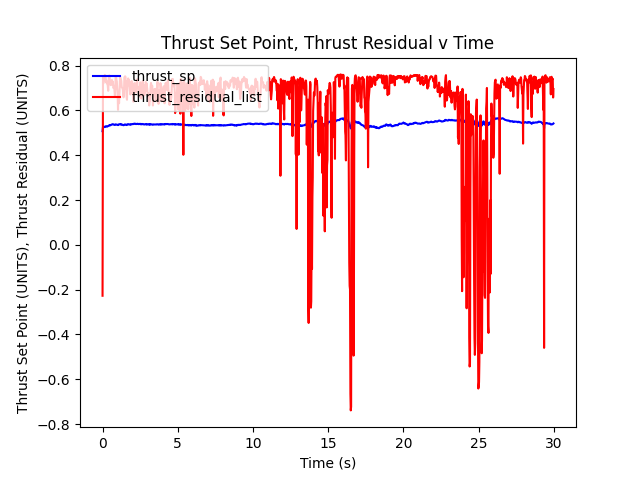 Thrust Set Point, Thrust Residual v Time
thrust_sp
thrust_residual_list
Thrust Set Point (UNITS), Thrust Residual (UNITS)
0.8
0.6
0.4
0.2
0.0
−0.2
−0.4
−0.6
−0.8
0 5 10 15 20 25 30
Time (s)